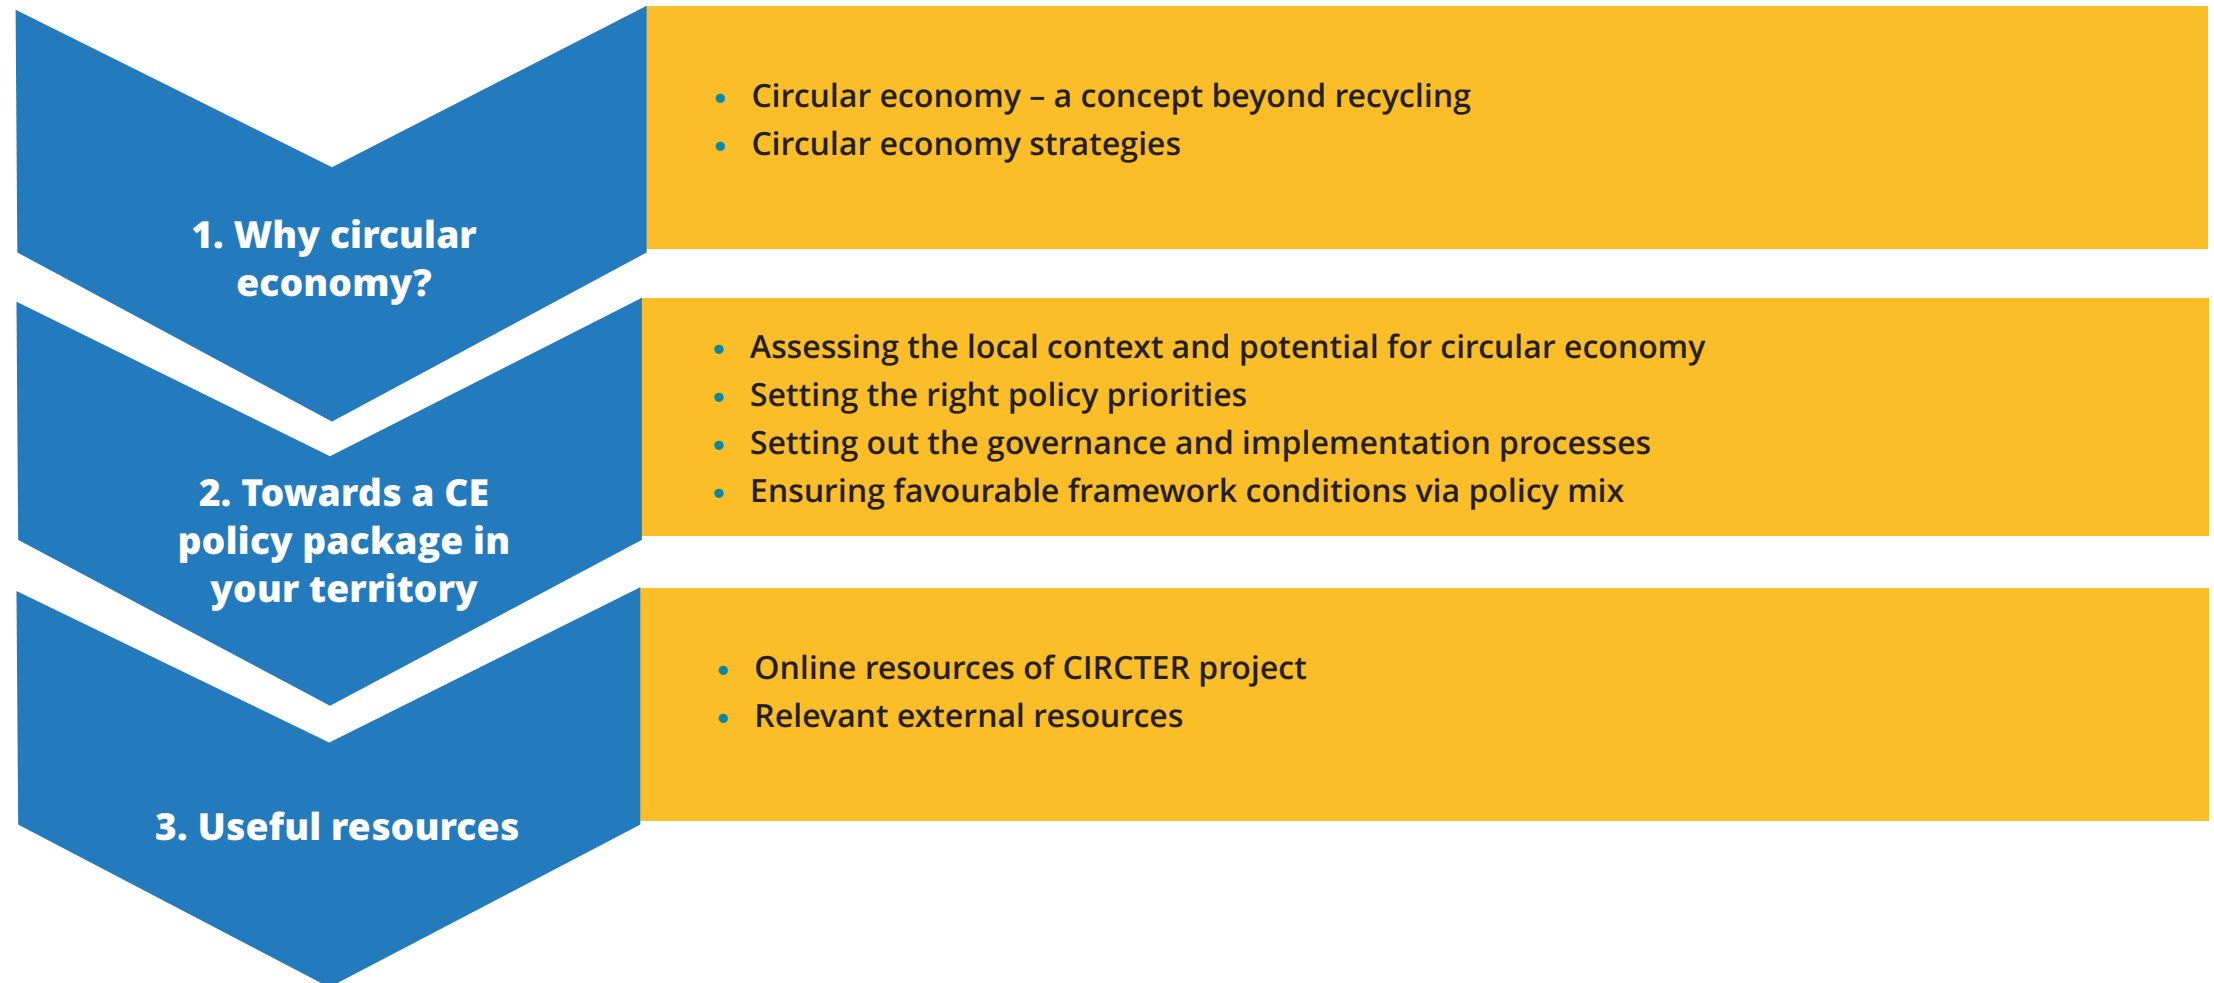 1. Why circular
economy?
• Circular economy – a concept beyond recycling
• Circular economy strategies
2. Towards a CE
policy package in
your territory
• Assessing the local context and potential for circular economy
• Setting the right policy priorities
• Setting out the governance and implementation processes
• Ensuring favourable framework conditions via policy mix
3. Useful resources
• Online resources of CIRCTER project
• Relevant external resources